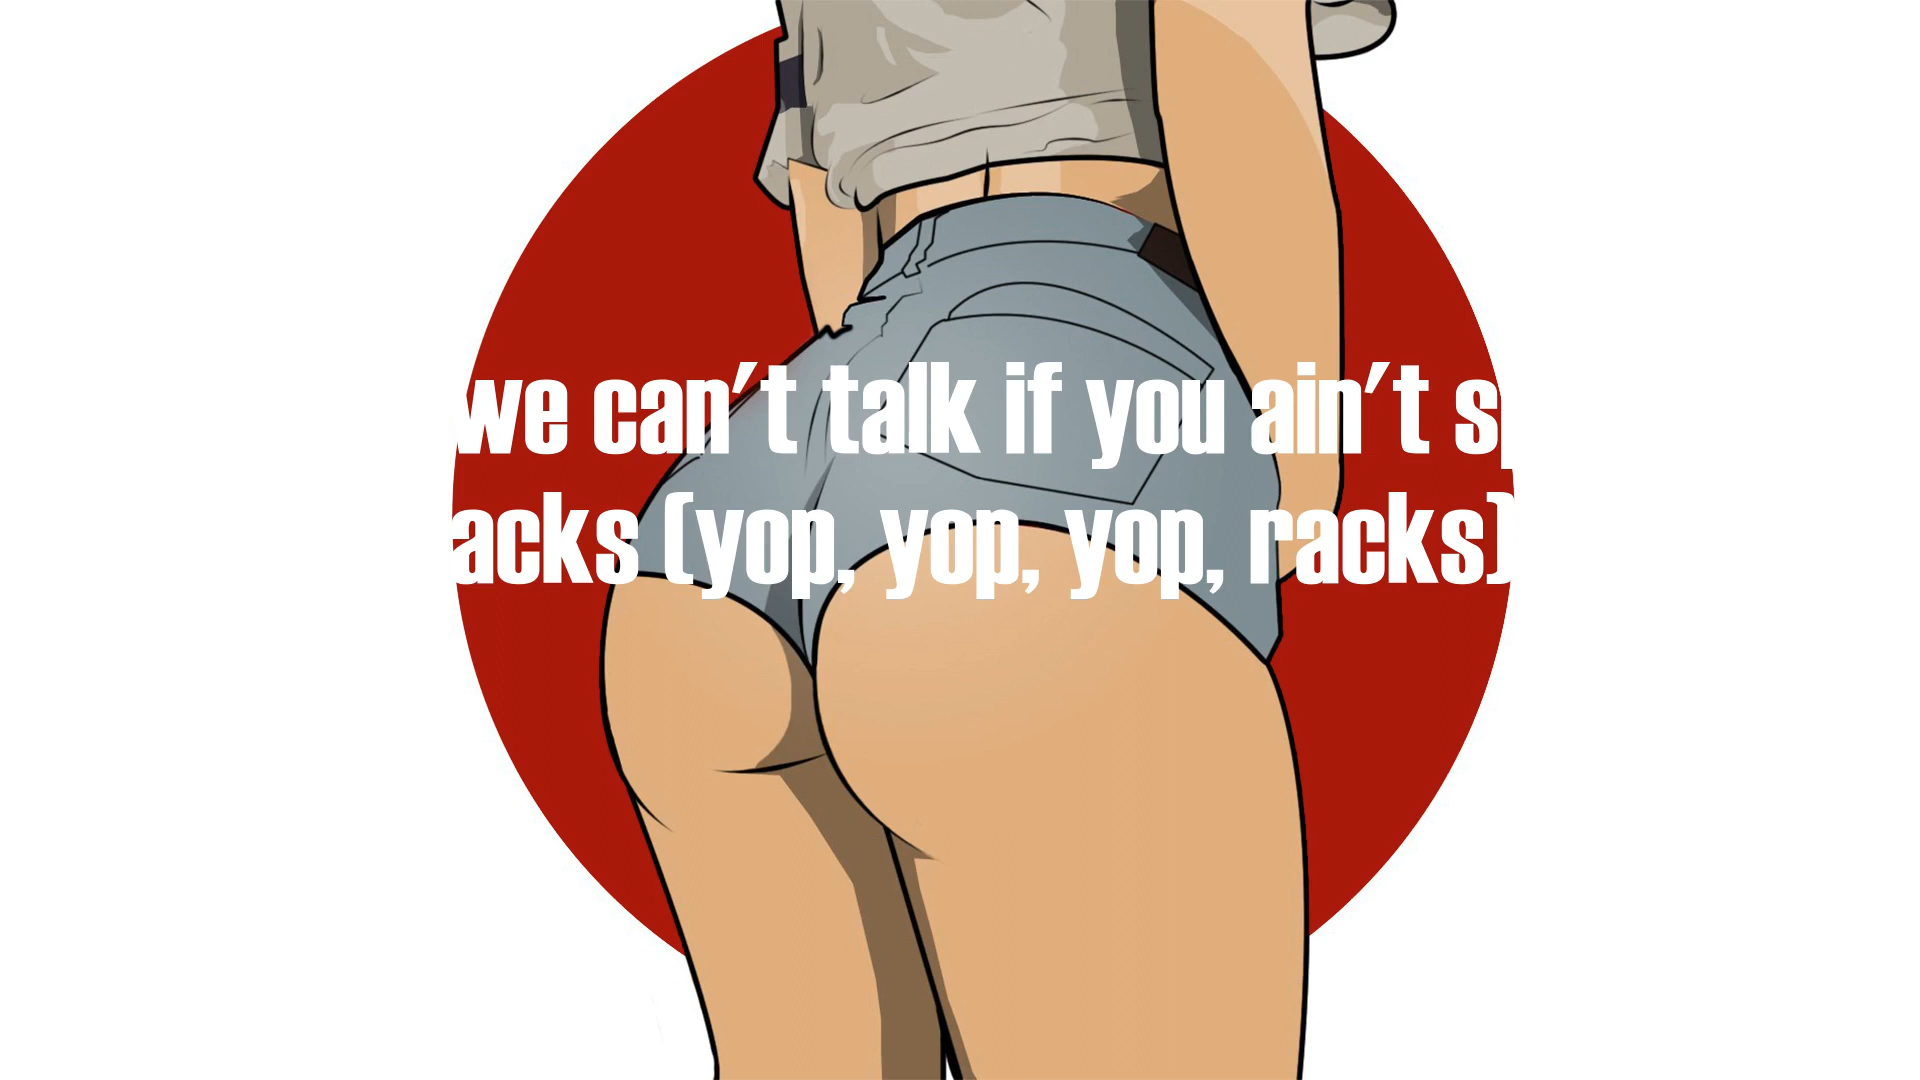 we can't talk if you ain't
acks (yop, yop, yop, racks)